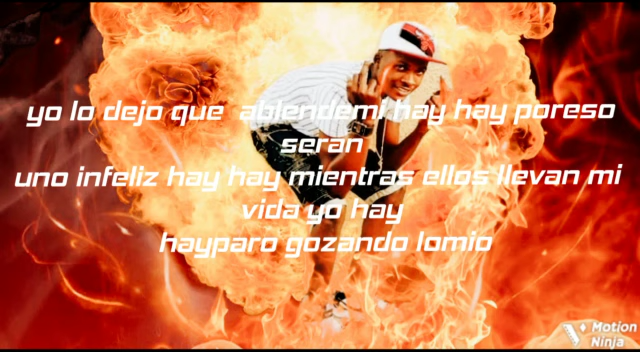 yo lo dejo que ablendemi hay hay poreso
seran
uno infeliz hay hay mientras ellos llevan mi
vida yo hay
hayparo gozando lomio
Motion
Ninja